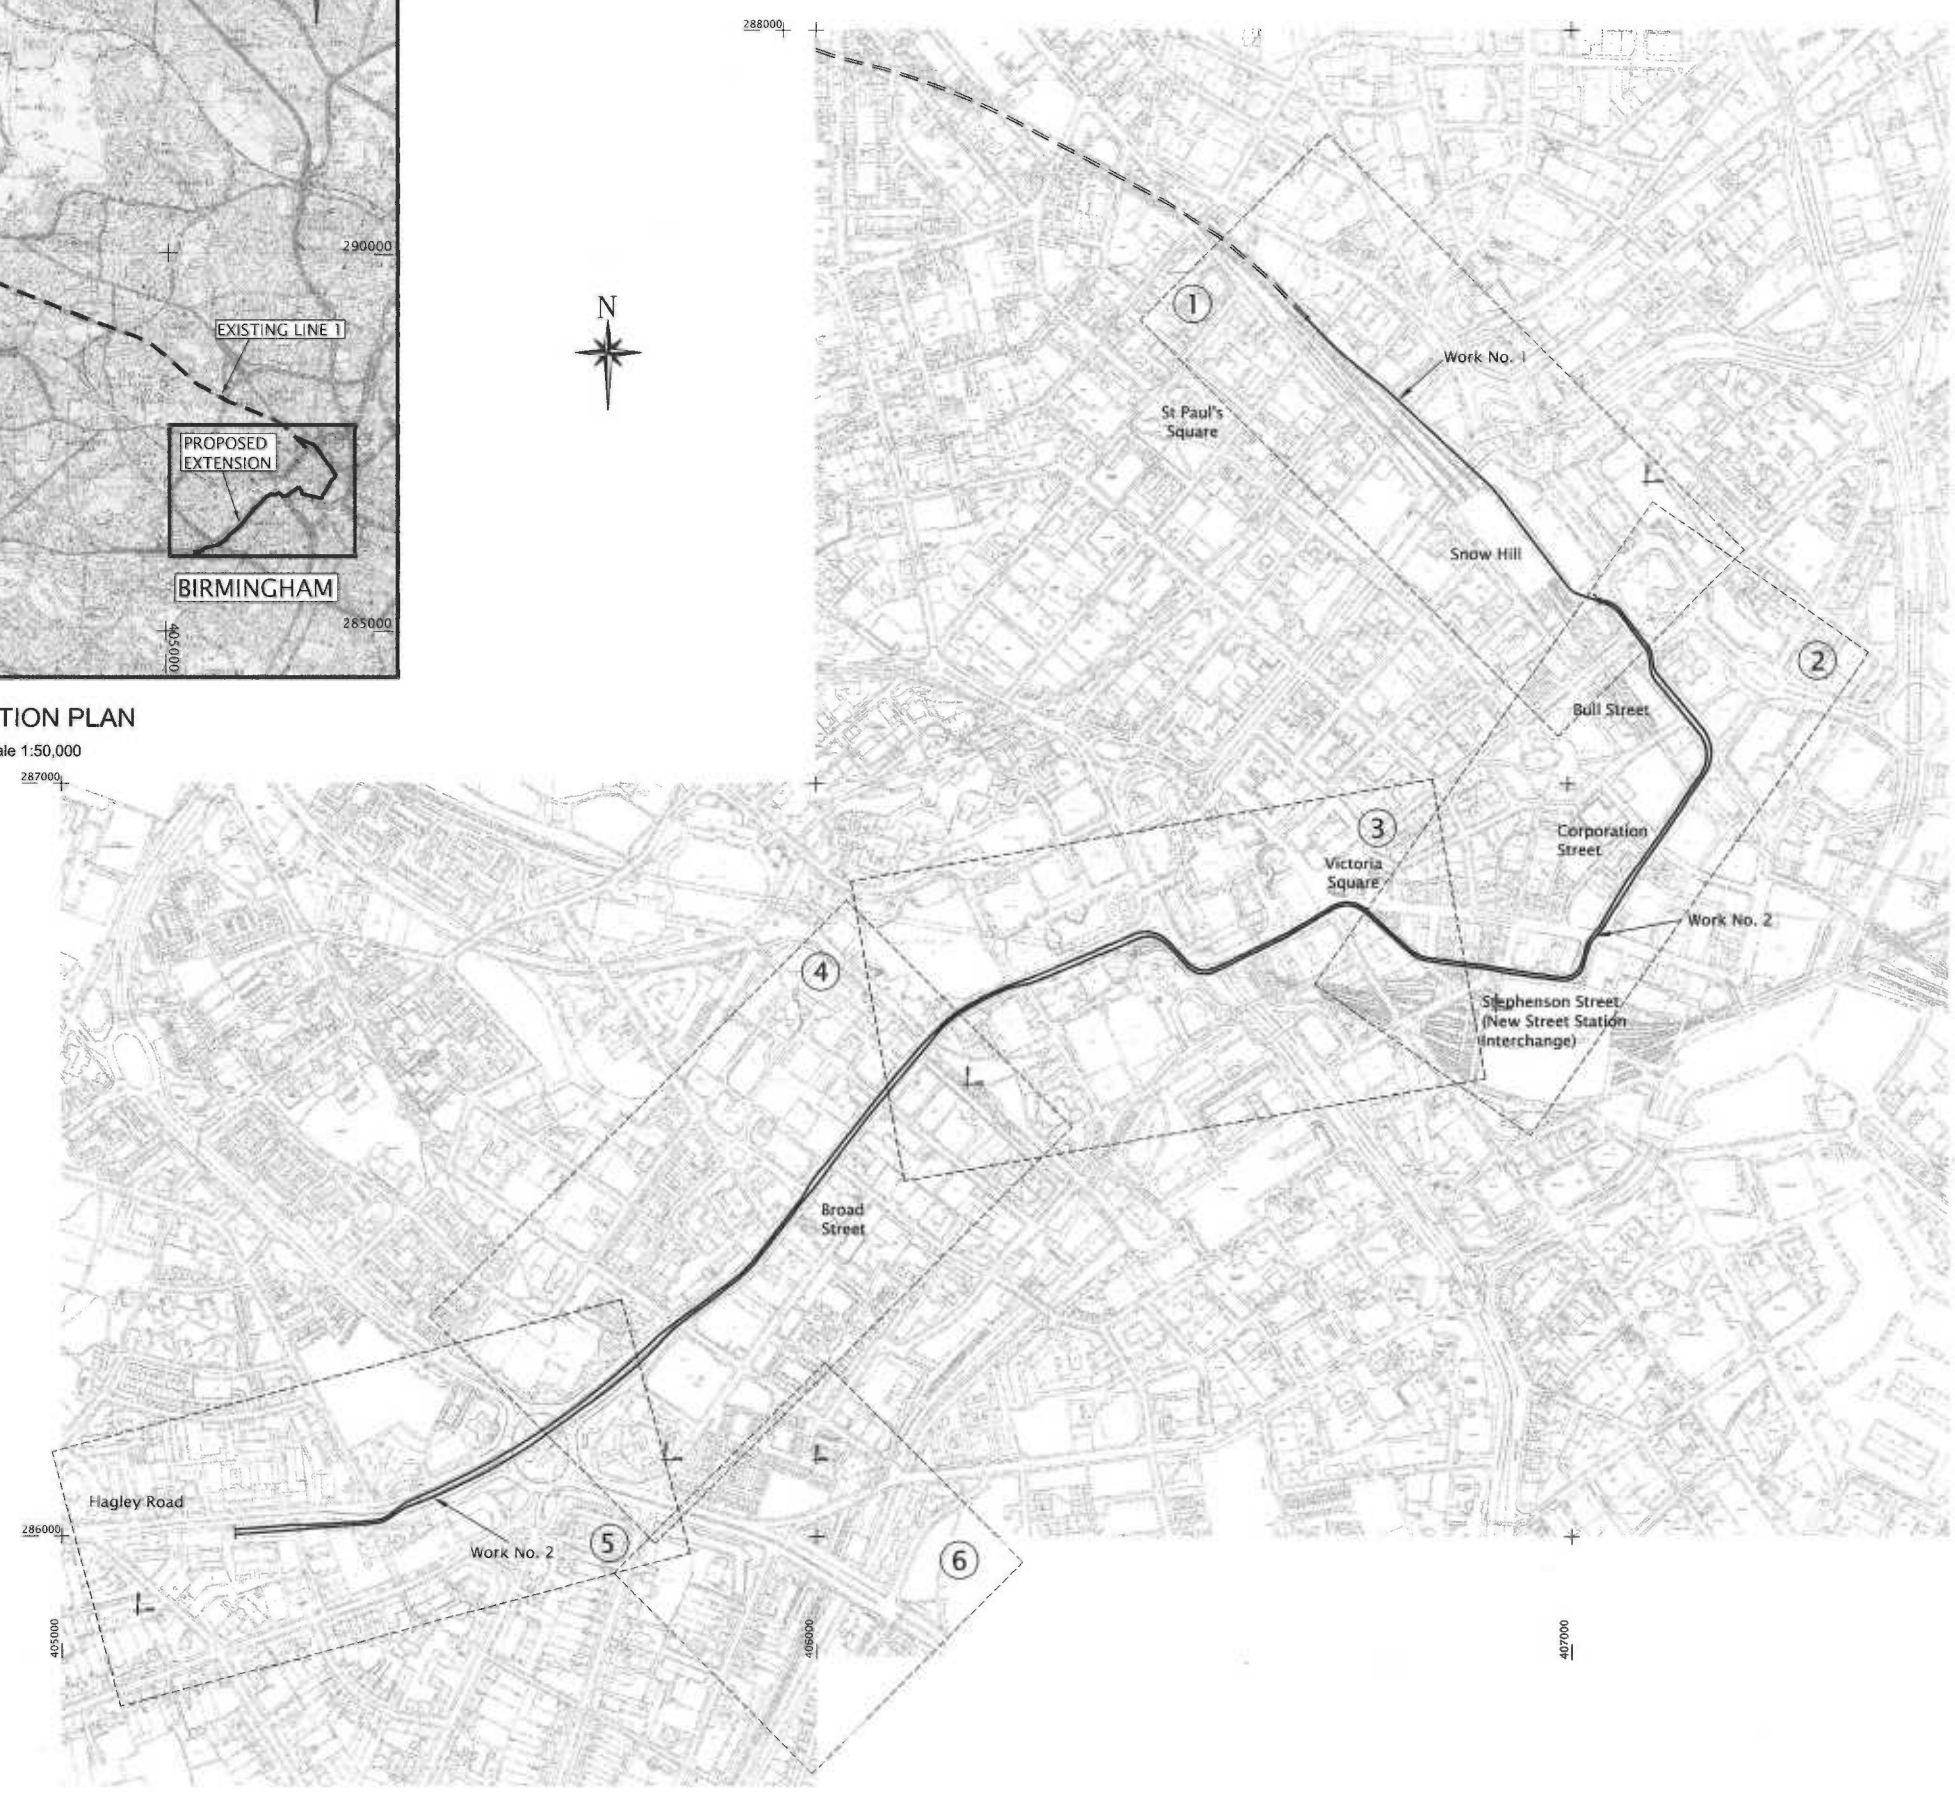 290000
EXISTING LINE 1
PROPOSED
EXTENSION
BIRMINGHAM
285000
405000
TION PLAN
ale 1:50,000
N
288000
1
Work No. 1
St Paul's
Square
Snow Hill
2
Bull Street
287000
3
Corporation
Street
Victoria
Square
Work No. 2
4
Stephenson Street
(New Street Station
Interchange)
Broad
Street
Hagley Road
286000
Work No. 2
5
6
405000
406000
407000